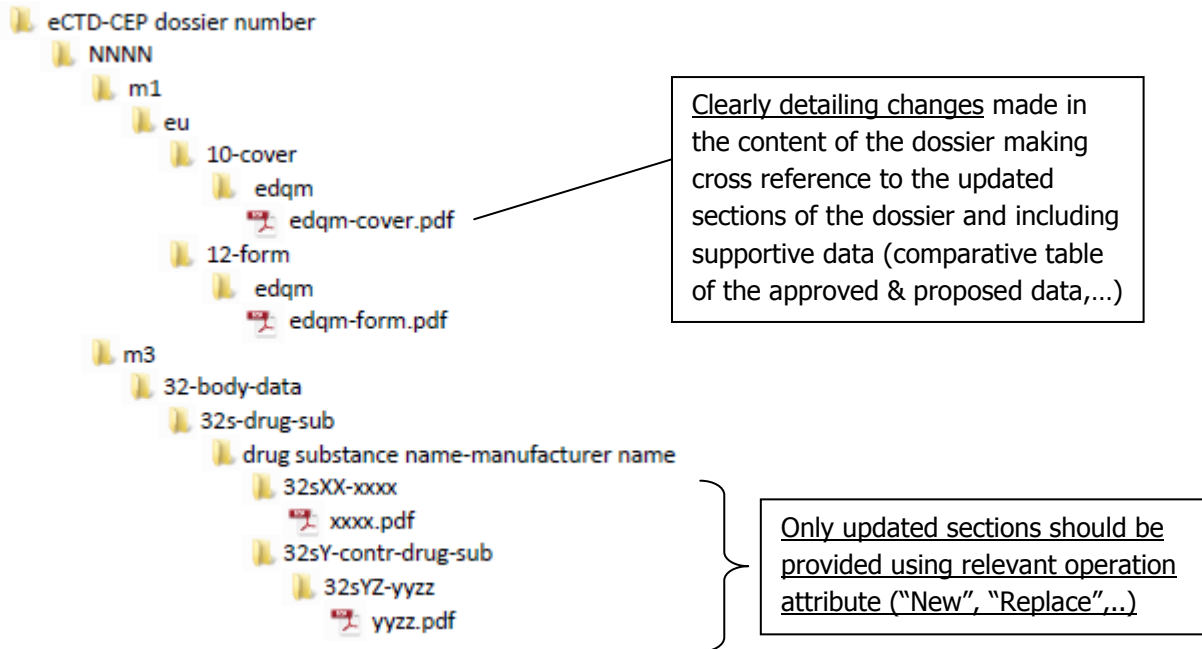 eCTD-CEP dossier number
NNNN
m1
eu
10-cover
edqm
edqm-cover.pdf
12-form
edqm
edqm-form.pdf
m3
32-body-data
32s-drug-sub
drug substance name-manufacturer name
32sXX-xxxx
xxxx.pdf
32sY-contr-drug-sub
32sYZ-yyzz
yyzz.pdf
Clearly detailing changes made in
the content of the dossier making
cross reference to the updated
sections of the dossier and including
supportive data (comparative table
of the approved & proposed data,…)
Only updated sections should be
provided using relevant operation
attribute (“New”, “Replace”,..)